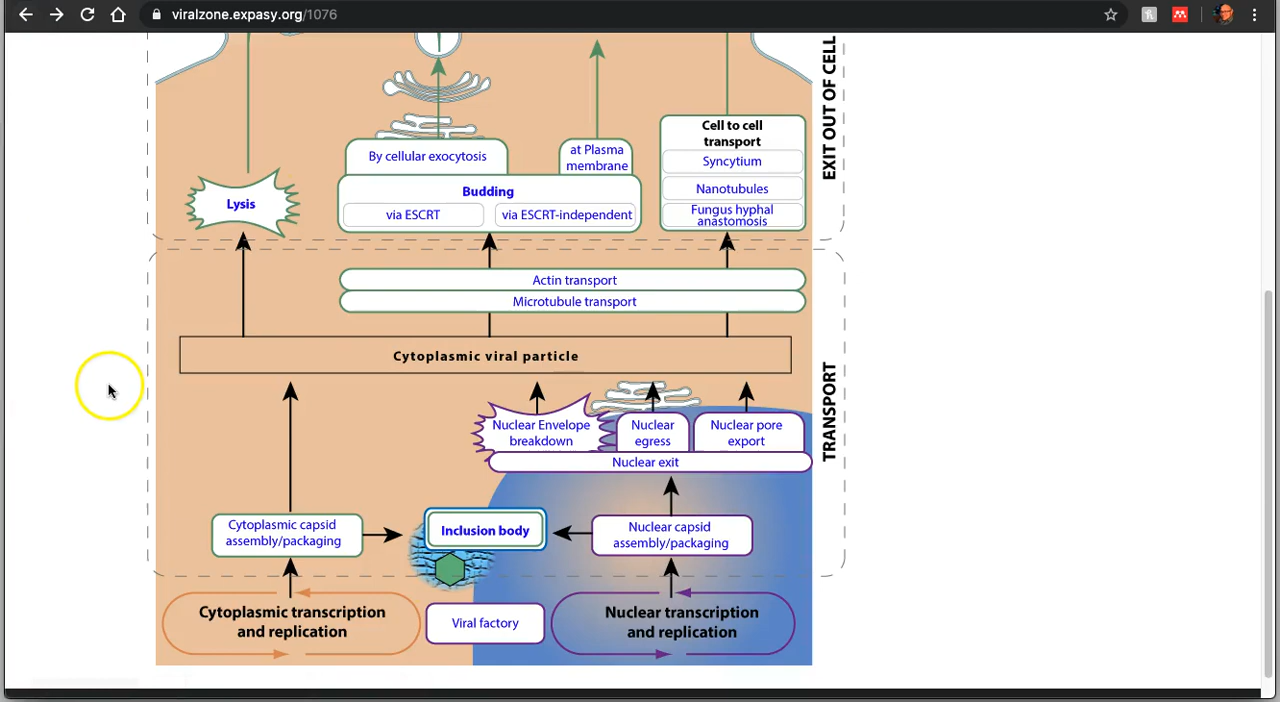 viralzone.expasy.org/1076
EXIT OUT OF CELL
Cell to cell
transport
Syncytium
Nanotubules
Fungus hyphal
anastomosis
at Plasma
membrane
By cellular exocytosis
Budding
via ESCRT
via ESCRT-independent
Lysis
Actin transport
Microtubule transport
Cytoplasmic viral particle
TRANSPORT
Nuclear Envelope
breakdown
Nuclear
egress
Nuclear pore
export
Nuclear exit
Cytoplasmic capsid
assembly/packaging
Inclusion body
Nuclear capsid
assembly/packaging
Cytoplasmic transcription
and replication
Viral factory
Nuclear transcription
and replication